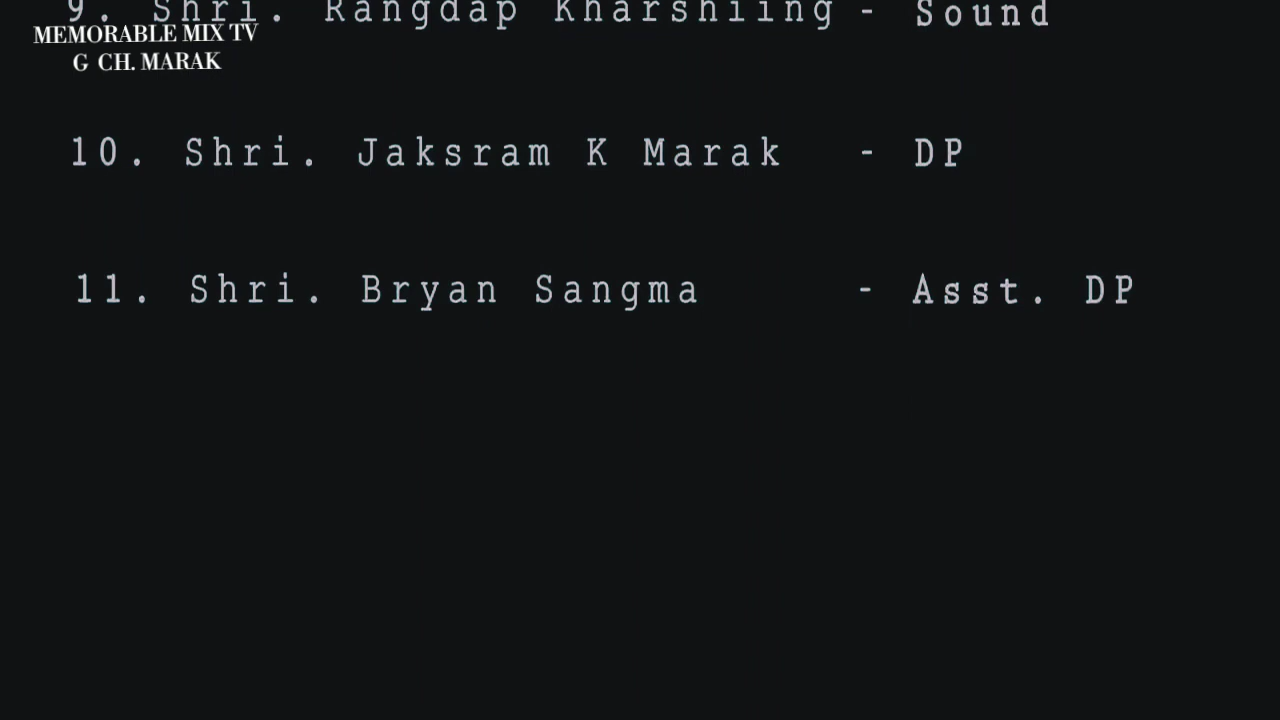 9. Shri. Rangdap Kharshiing - Sound
MEMORABLE MIX TV
G CH. MARAK
10. Shri. Jaksram K Marak - DP
11. Shri. Bryan Sangma - Asst. DP